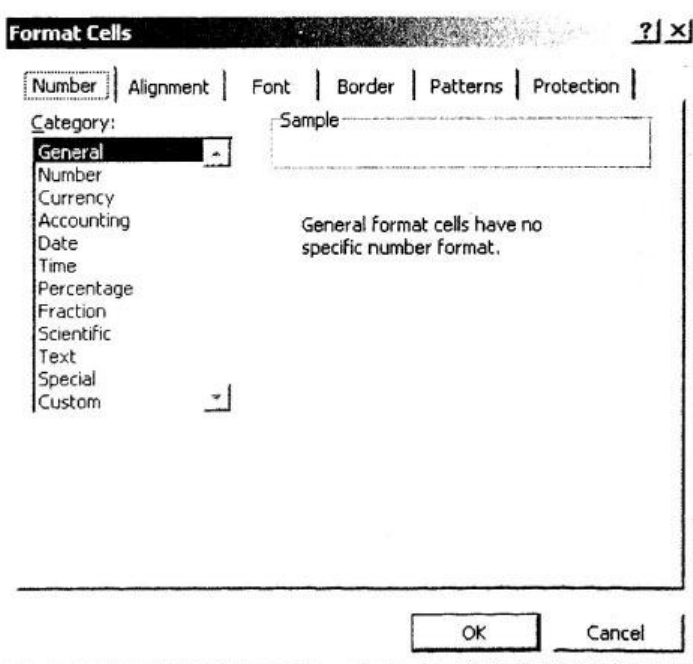 Format Cells
Number Alignment Font Border Patterns Protection
Category:
General
Number
Currency
Accounting
Date
Time
Percentage
Fraction
Scientific
Text
Special
Custom
Sample
General format cells have no
specific number format.
OK Cancel